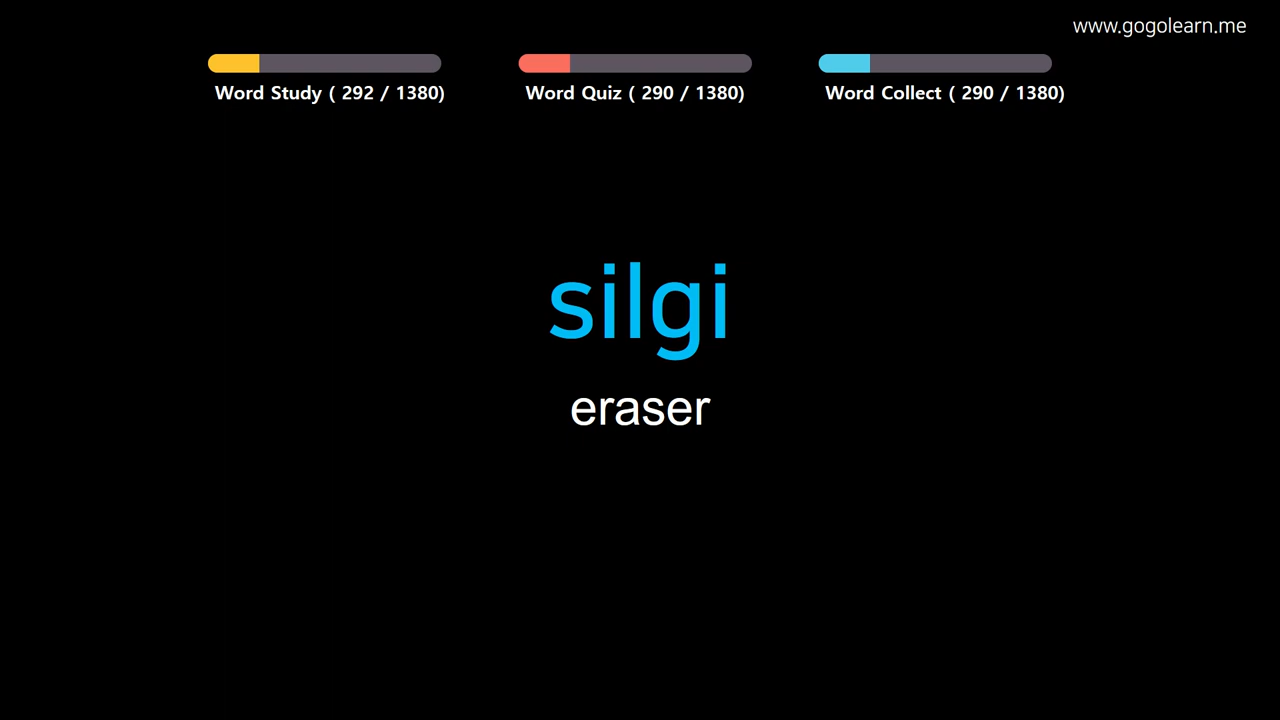 www.gogolearn.me
Word Study ( 292 / 1380)
Word Quiz ( 290 / 1380)
Word Collect ( 290 / 1380)
silgi
eraser